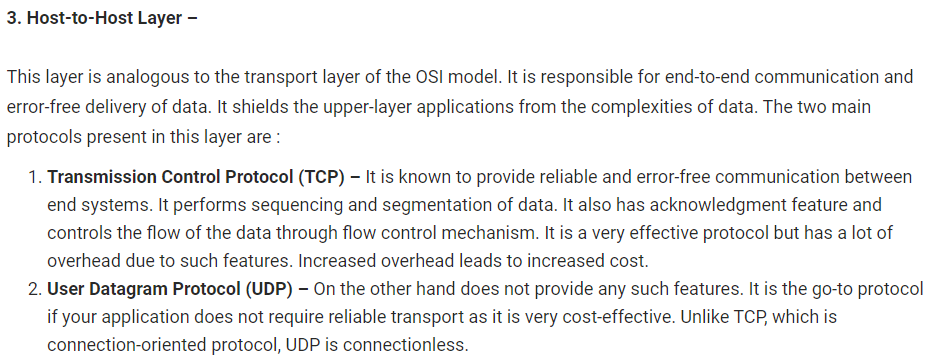 3. Host-to-Host Layer –
This layer is analogous to the transport layer of the OSI model. It is responsible for end-to-end communication and
error-free delivery of data. It shields the upper-layer applications from the complexities of data. The two main
protocols present in this layer are :
1. Transmission Control Protocol (TCP) – It is known to provide reliable and error-free communication between
end systems. It performs sequencing and segmentation of data. It also has acknowledgment feature and
controls the flow of the data through flow control mechanism. It is a very effective protocol but has a lot of
overhead due to such features. Increased overhead leads to increased cost.
2. User Datagram Protocol (UDP) – On the other hand does not provide any such features. It is the go-to protocol
if your application does not require reliable transport as it is very cost-effective. Unlike TCP, which is
connection-oriented protocol, UDP is connectionless.